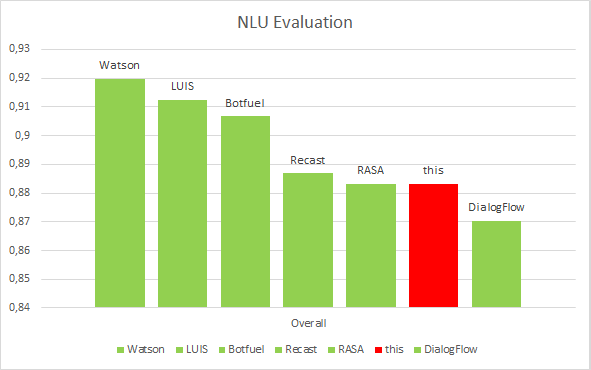 NLU Evaluation
0,93
0,92
0,91
0,9
0,89
0,88
0,87
0,86
0,85
0,84
Watson
LUIS
Botfuel
Recast
RASA
this
DialogFlow
Overall
Watson LUIS Botfuel Recast RASA this DialogFlow